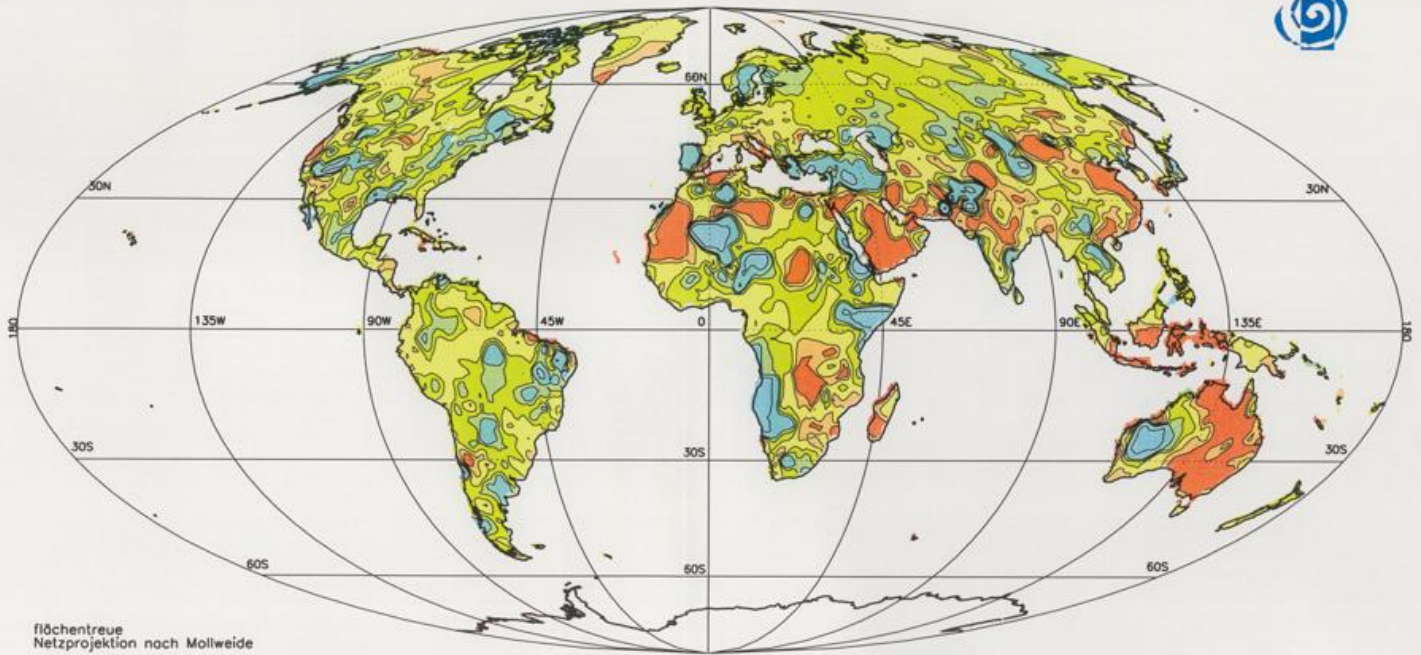 60N
30N
30N
180
135W
90W
45W
0
45E
90E
135E
180
30S
30S
30S
60S
60S
60S
flächentreue
Netzprojektion nach Mollweide